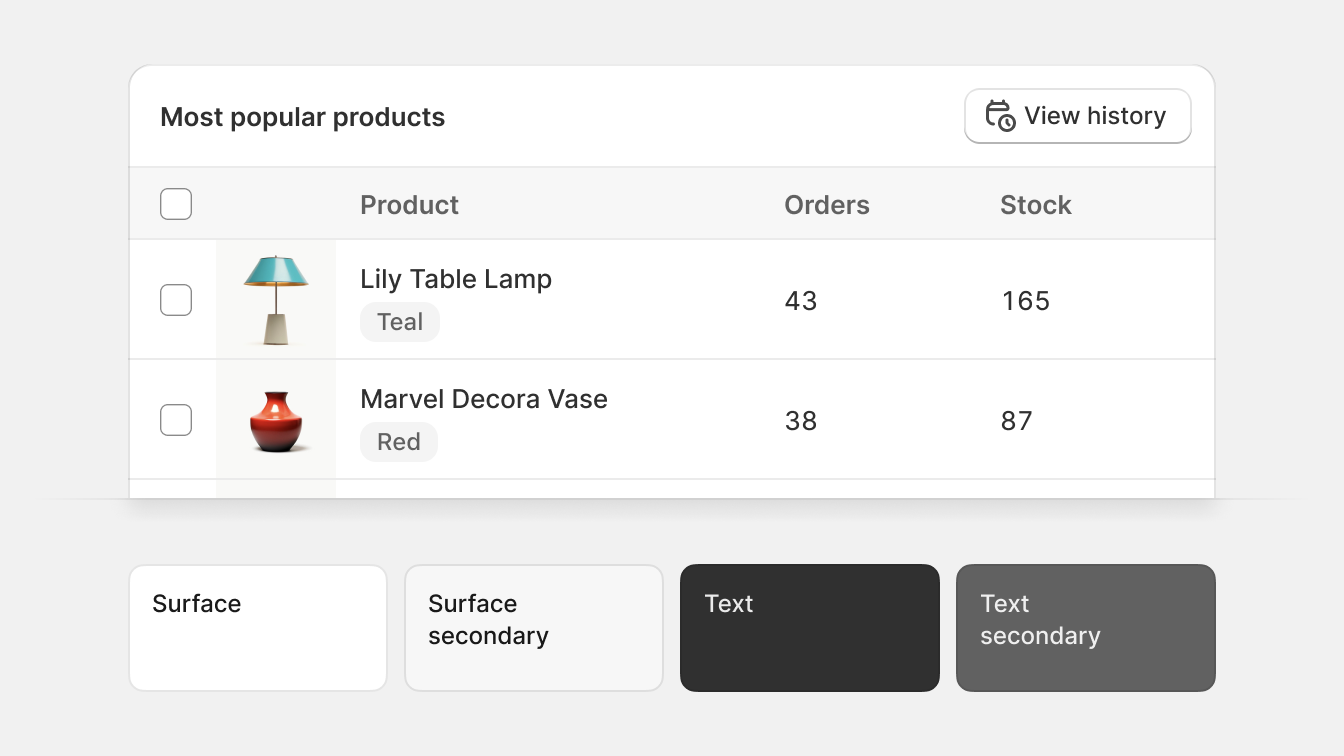 Most popular products
View history
Product Orders Stock
Lily Table Lamp
Teal
43 165
Marvel Decora Vase
Red
38 87
Surface
Surface
secondary
Text
Text
secondary